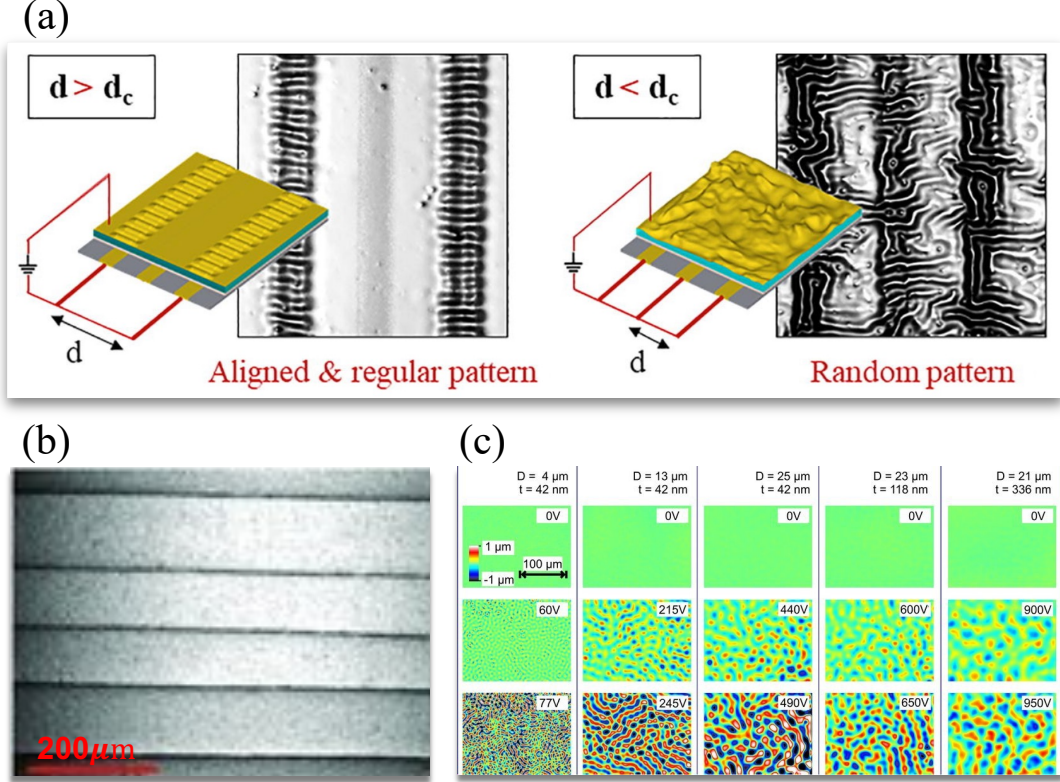 (a)
d > dc
d < dc
d
d
Aligned & regular pattern
Random pattern
(b)
(c)
200μm
D = 4 μm
t = 42 nm
D = 13 μm
t = 42 nm
D = 25 μm
t = 42 nm
D = 23 μm
t = 118 nm
D = 21 μm
t = 336 nm
0V
0V
0V
0V
0V
1 μm
-1 μm
100 μm
60V
215V
440V
600V
900V
77V
245V
490V
650V
950V